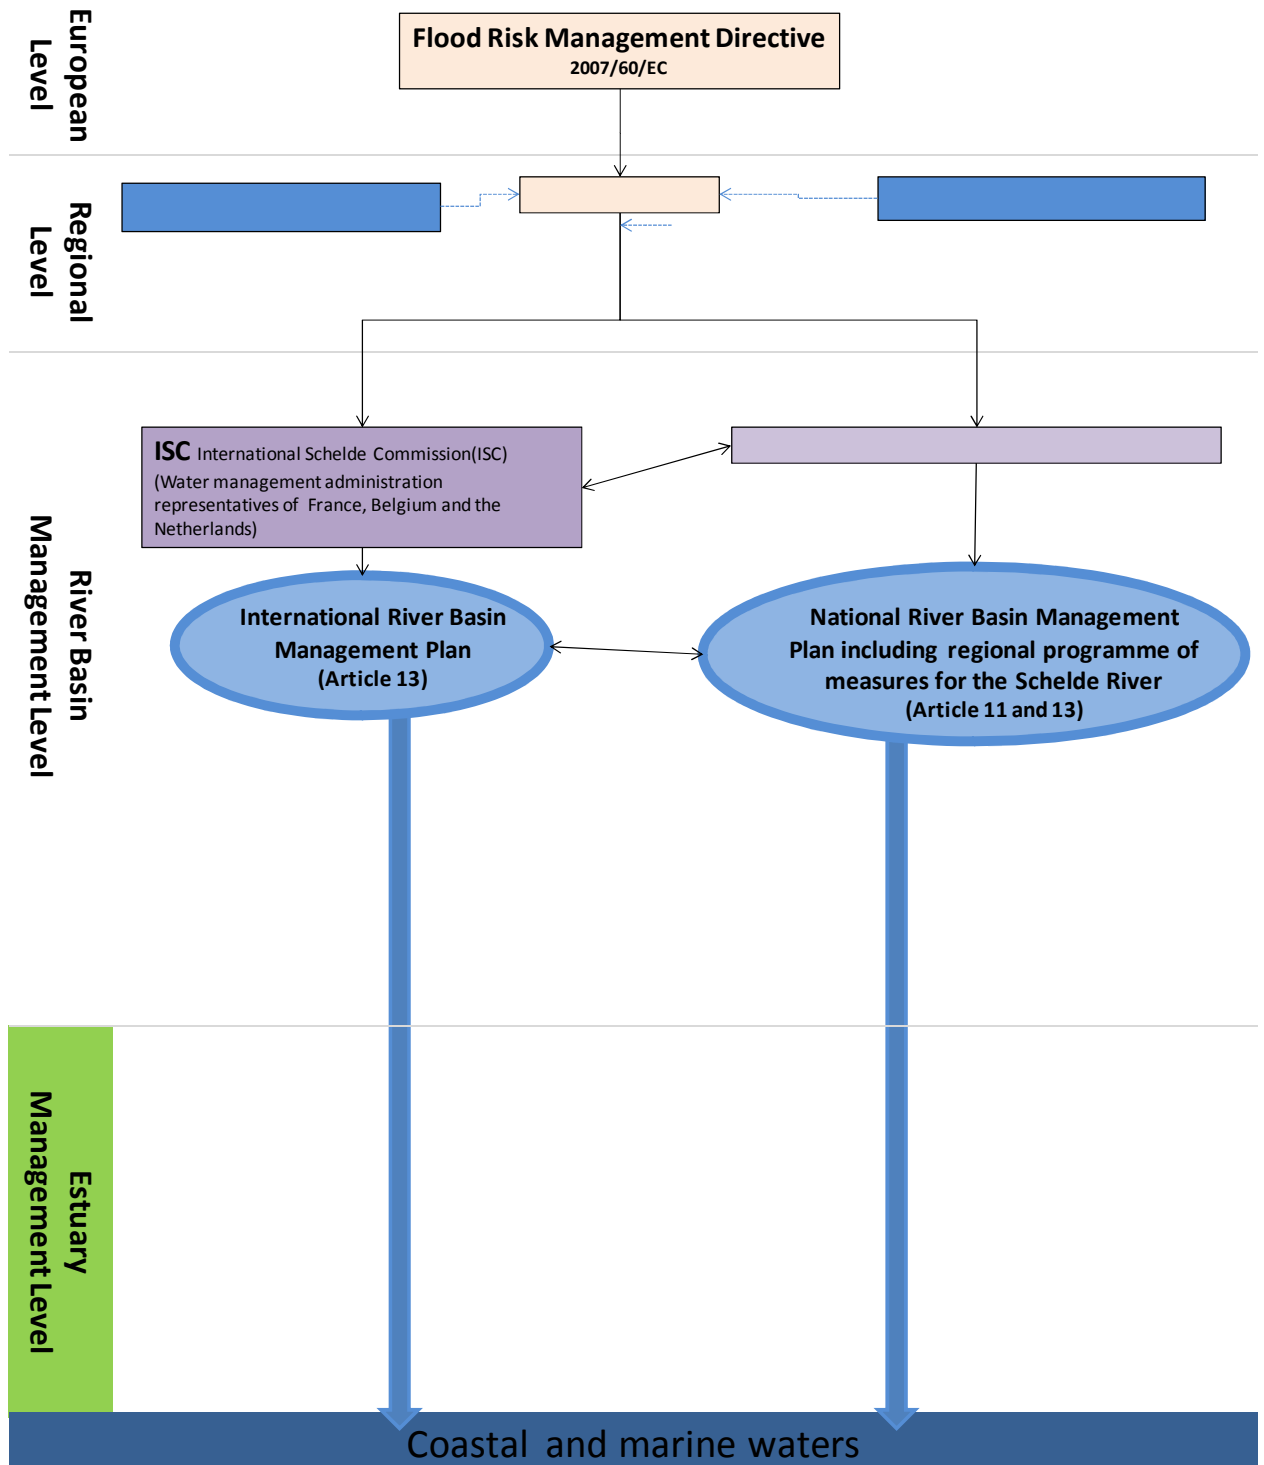 European
Level
Flood Risk Management Directive
2007/60/EC
Regional
Level
River Basin
Management Level
ISC International Schelde Commission(ISC)
(Water management administration
representatives of France, Belgium and the
Netherlands)
International River Basin
Management Plan
(Article 13)
National River Basin Management
Plan including regional programme of
measures for the Schelde River
(Article 11 and 13)
Estuary
Management Level
Coastal and marine waters